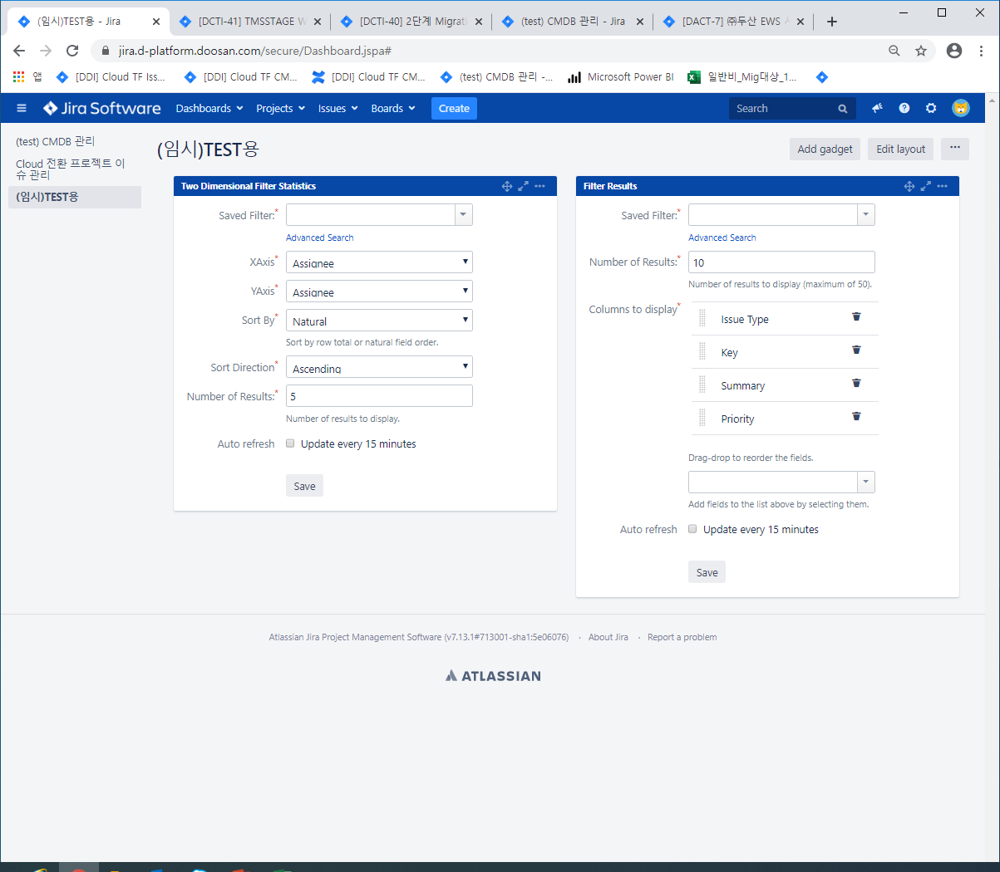 (임시)TEST용 - Jira
[DCTI-41] TMSSTAGE W
[DCTI-40] 2단계 Migrati
(test) CMDB 관리 - Jira
[DACT-7] ㈜두산 EWS 시
jira.d-platform.doosan.com/secure/Dashboard.jspa#
앱
[DDI] Cloud TF Iss...
[DDI] Cloud TF CM...
[DDI] Cloud TF CM...
(test) CMDB 관리 -...
Microsoft Power BI
일반비_Mig대상_1...
Jira Software
Dashboards
Projects
Issues
Boards
Create
Search
(test) CMDB 관리
Cloud 전환 프로젝트 이
슈 관리
(임시)TEST용
(임시)TEST용
Add gadget
Edit layout
Two Dimensional Filter Statistics
Saved Filter:*
Advanced Search
XAxis*
Assignee
YAxis*
Assignee
Sort By*
Natural
Sort by row total or natural field order.
Sort Direction*
Ascending
Number of Results:*
5
Number of results to display.
Auto refresh
Update every 15 minutes
Save
Filter Results
Saved Filter:*
Advanced Search
Number of Results:*
10
Number of results to display (maximum of 50).
Columns to display*
Issue Type
Key
Summary
Priority
Drag-drop to reorder the fields.
Add fields to the list above by selecting them.
Auto refresh
Update every 15 minutes
Save
Atlassian Jira Project Management Software (v7.13.1#713001-sha1:5e06076)
· About Jira
· Report a problem
ATLASSIAN